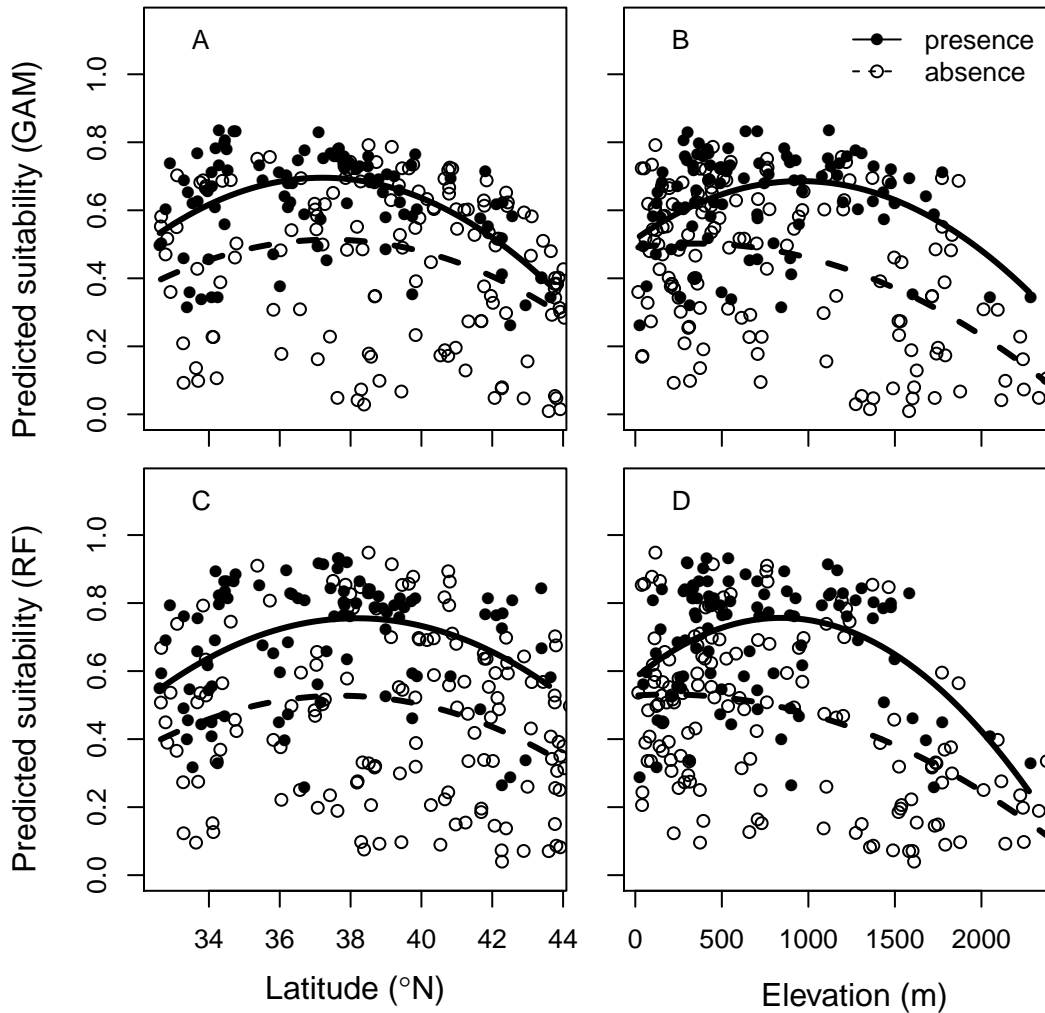 A
B
presence
absence
Predicted suitability (GAM)
1.0
0.8
0.6
0.4
0.2
0.0
C
D
Predicted suitability (RF)
1.0
0.8
0.6
0.4
0.2
0.0
34 36 38 40 42 44
0 500 1000 1500 2000
Latitude (°N)
Elevation (m)